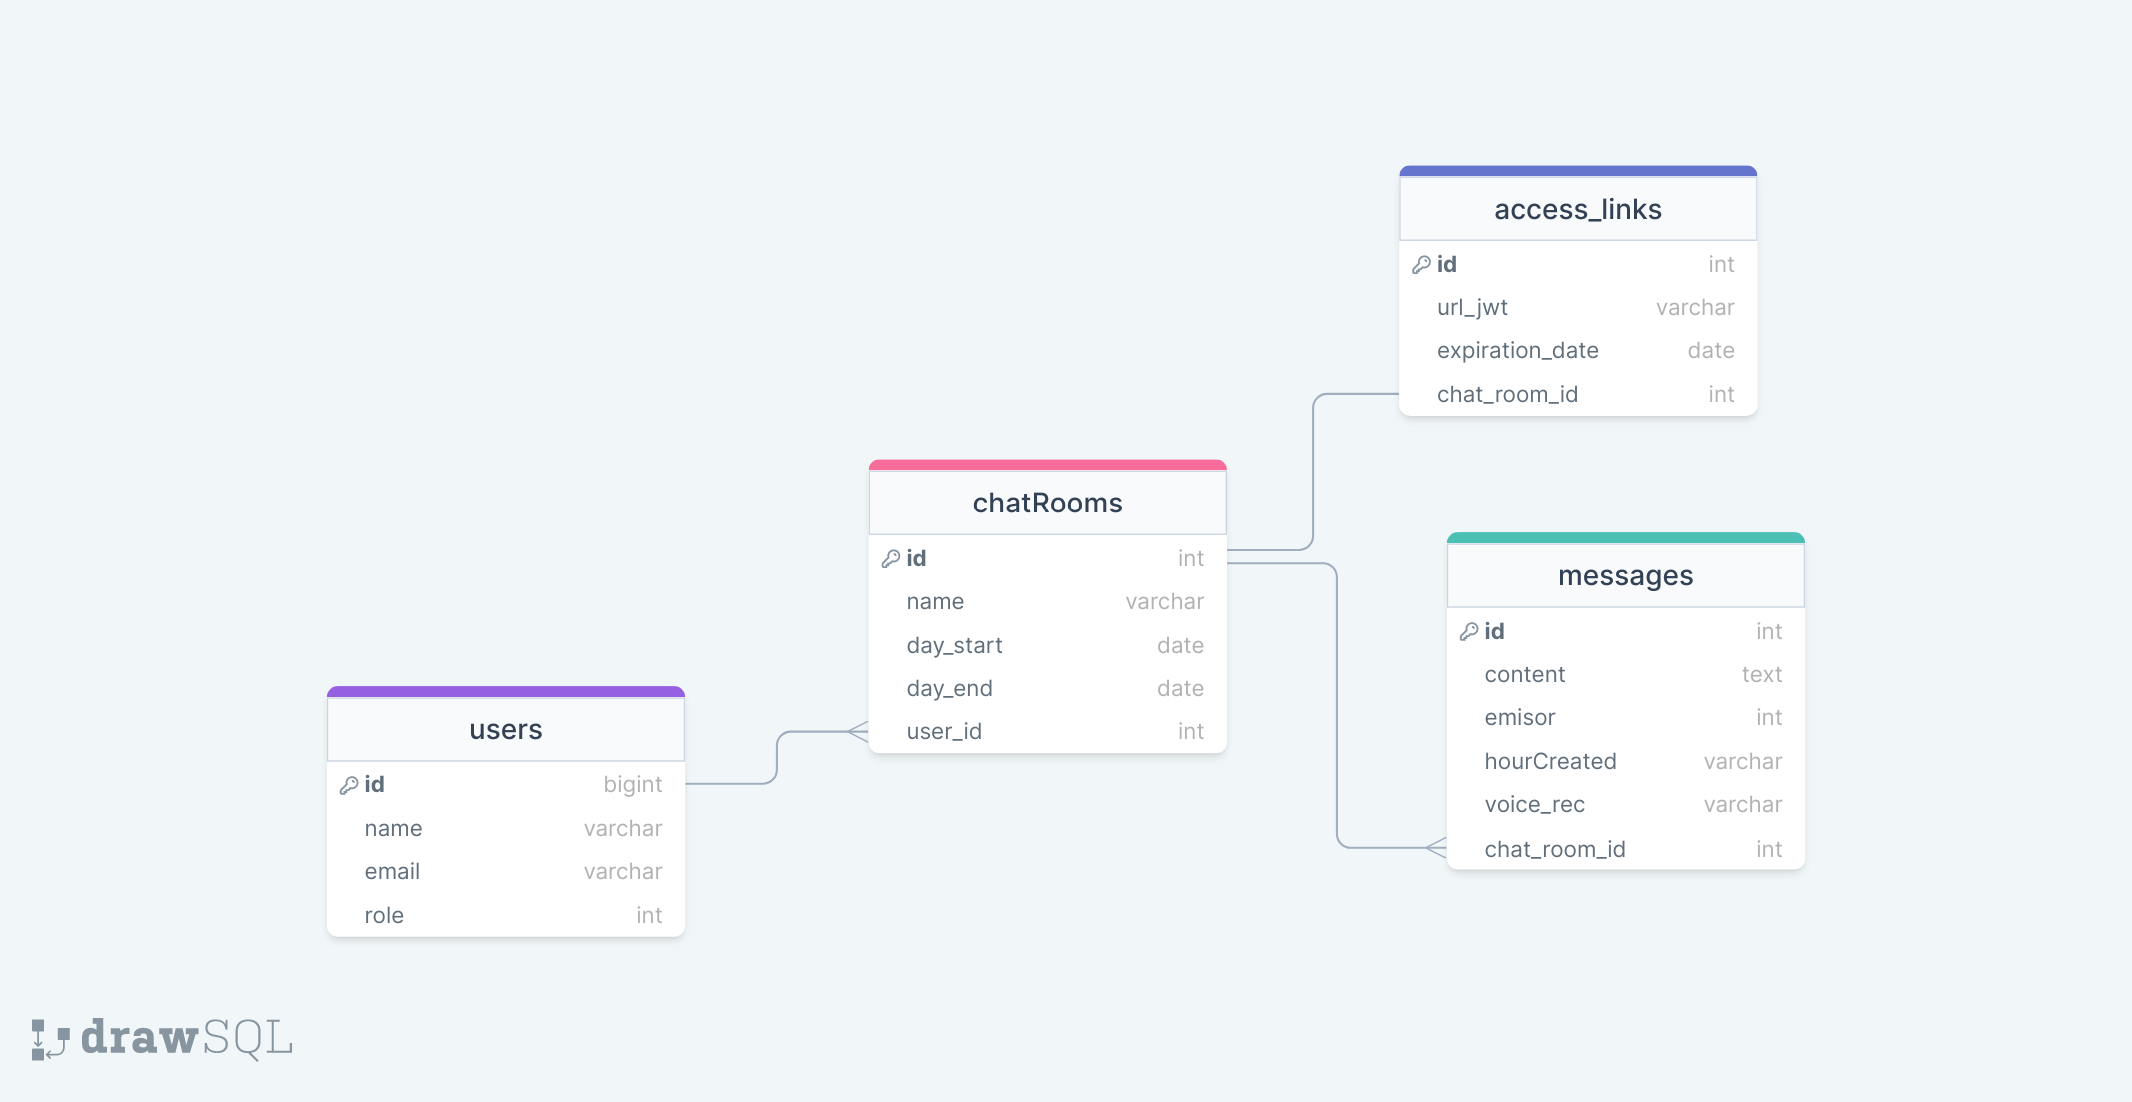 access_links
id int
url_jwt varchar
expiration_date date
chat_room_id int
chatRooms
id int
name varchar
day_start date
day_end date
user_id int
messages
id int
content text
emisor int
hourCreated varchar
voice_rec varchar
chat_room_id int
users
id bigint
name varchar
email varchar
role int
drawSQL